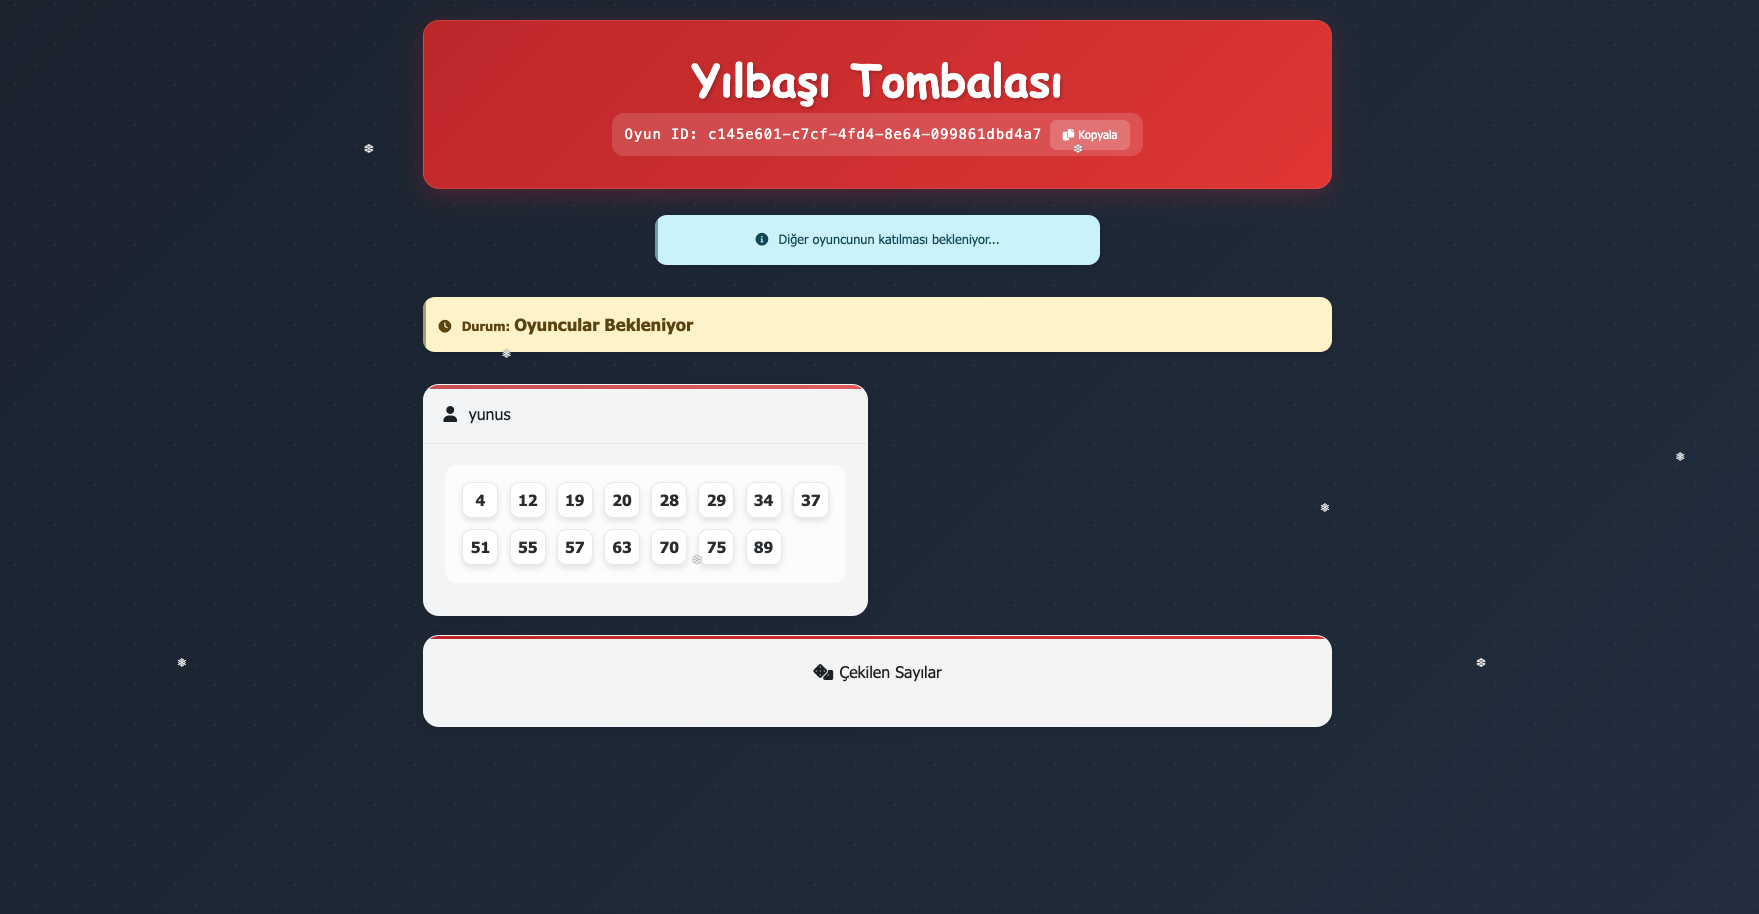 Yılbaşı Tombalası
Oyun ID: c145e601-c7cf-4fd4-8e64-099861dbd4a7 Kopyala
Diğer oyuncunun katılması bekleniyor...
Durum: Oyuncular Bekleniyor
yunus
4 12 19 20 28 29 34 37
51 55 57 63 70 75 89
Çekilen Sayılar